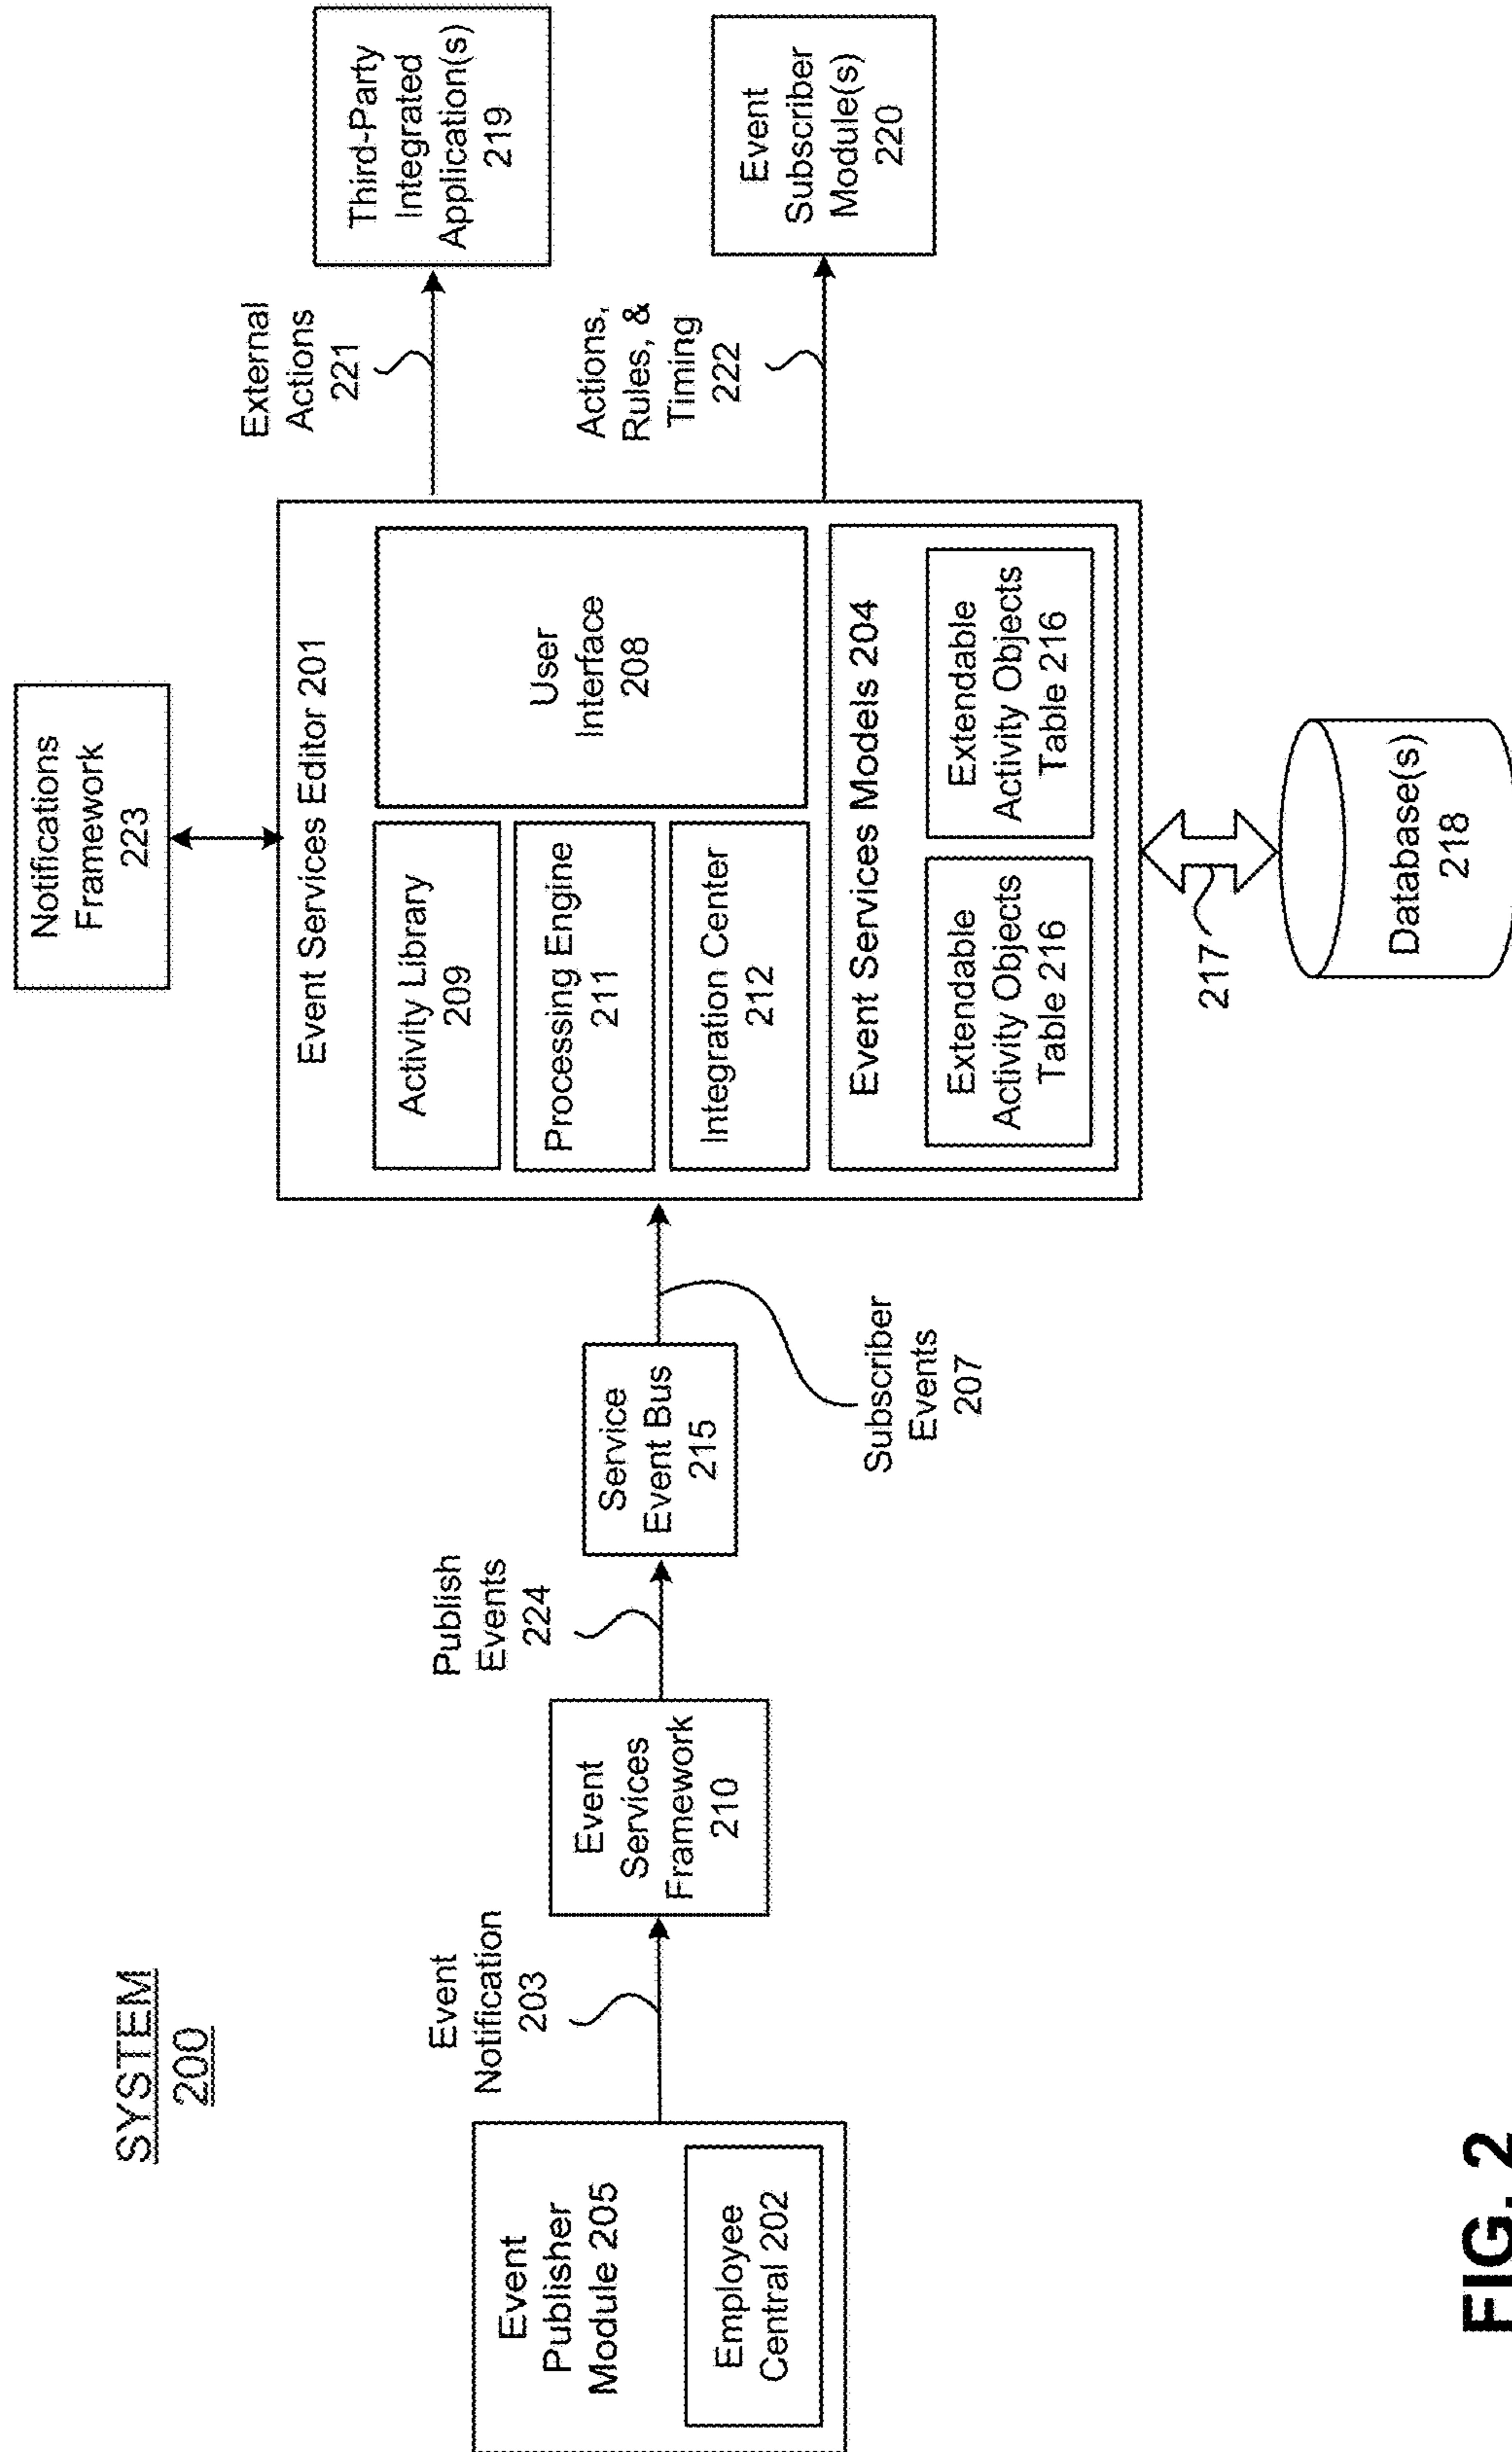 SYSTEM
200
Event
Publisher
Module 205
Employee
Central 202
Event
Notification
203
Event
Services
Framework
210
Publish
Events
224
Service
Event Bus
215
Subscriber
Events
207
Notifications
Framework
223
Event Services Editor 201
Activity Library
209
Processing Engine
211
Integration Center
212
User
Interface
208
Event Services Models 204
Extendable
Activity Objects
Table 216
Extendable
Activity Objects
Table 216
217
Database(s)
218
External
Actions
221
Actions,
Rules, &
Timing
222
Third-Party
Integrated
Application(s)
219
Event
Subscriber
Module(s)
220
FIG. 2